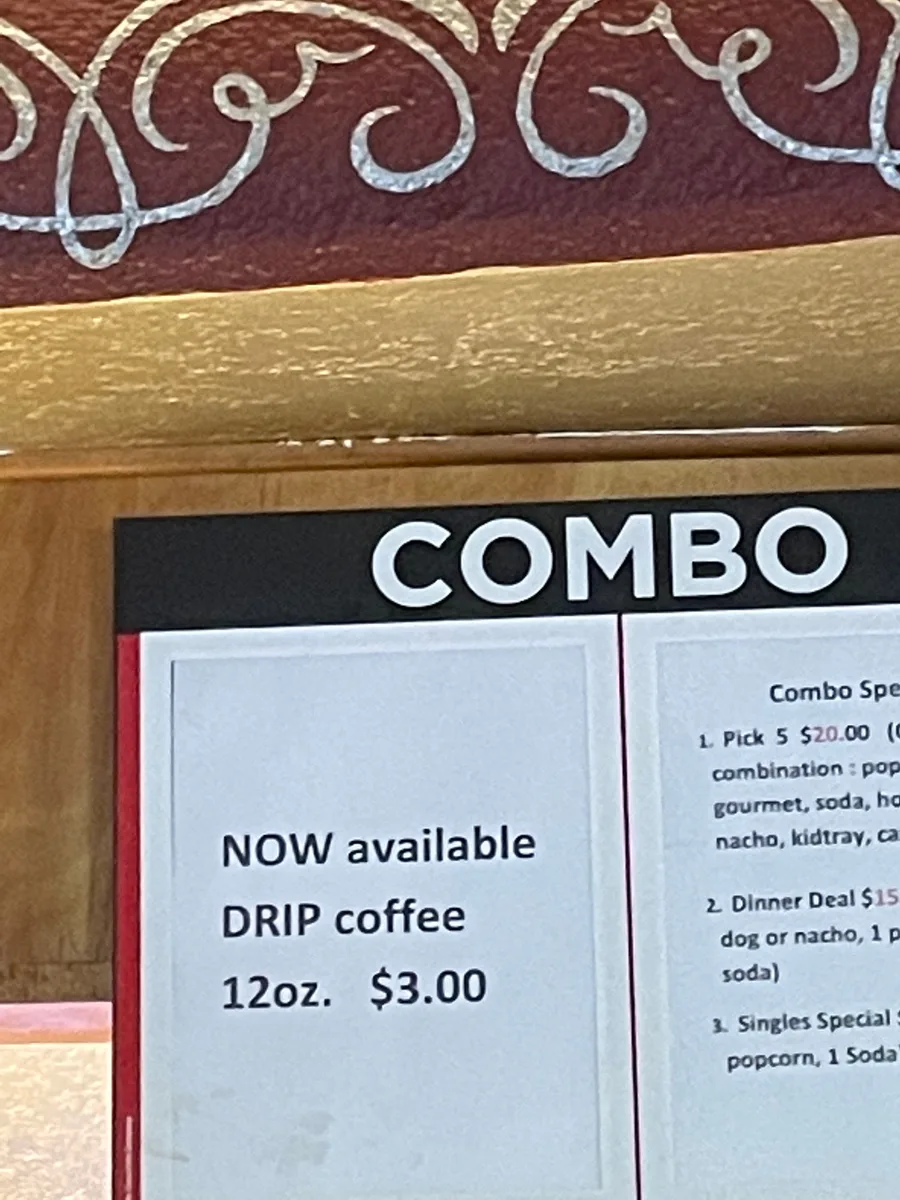 COMBO
NOW available
DRIP coffee
12oz. $3.00
Combo Spe
1. Pick 5 $20.00 (
combination : pop
gourmet, soda, ho
nacho, kidtray, ca
2. Dinner Deal $15
dog or nacho, 1 p
soda)
3. Singles Special
popcorn, 1 Soda